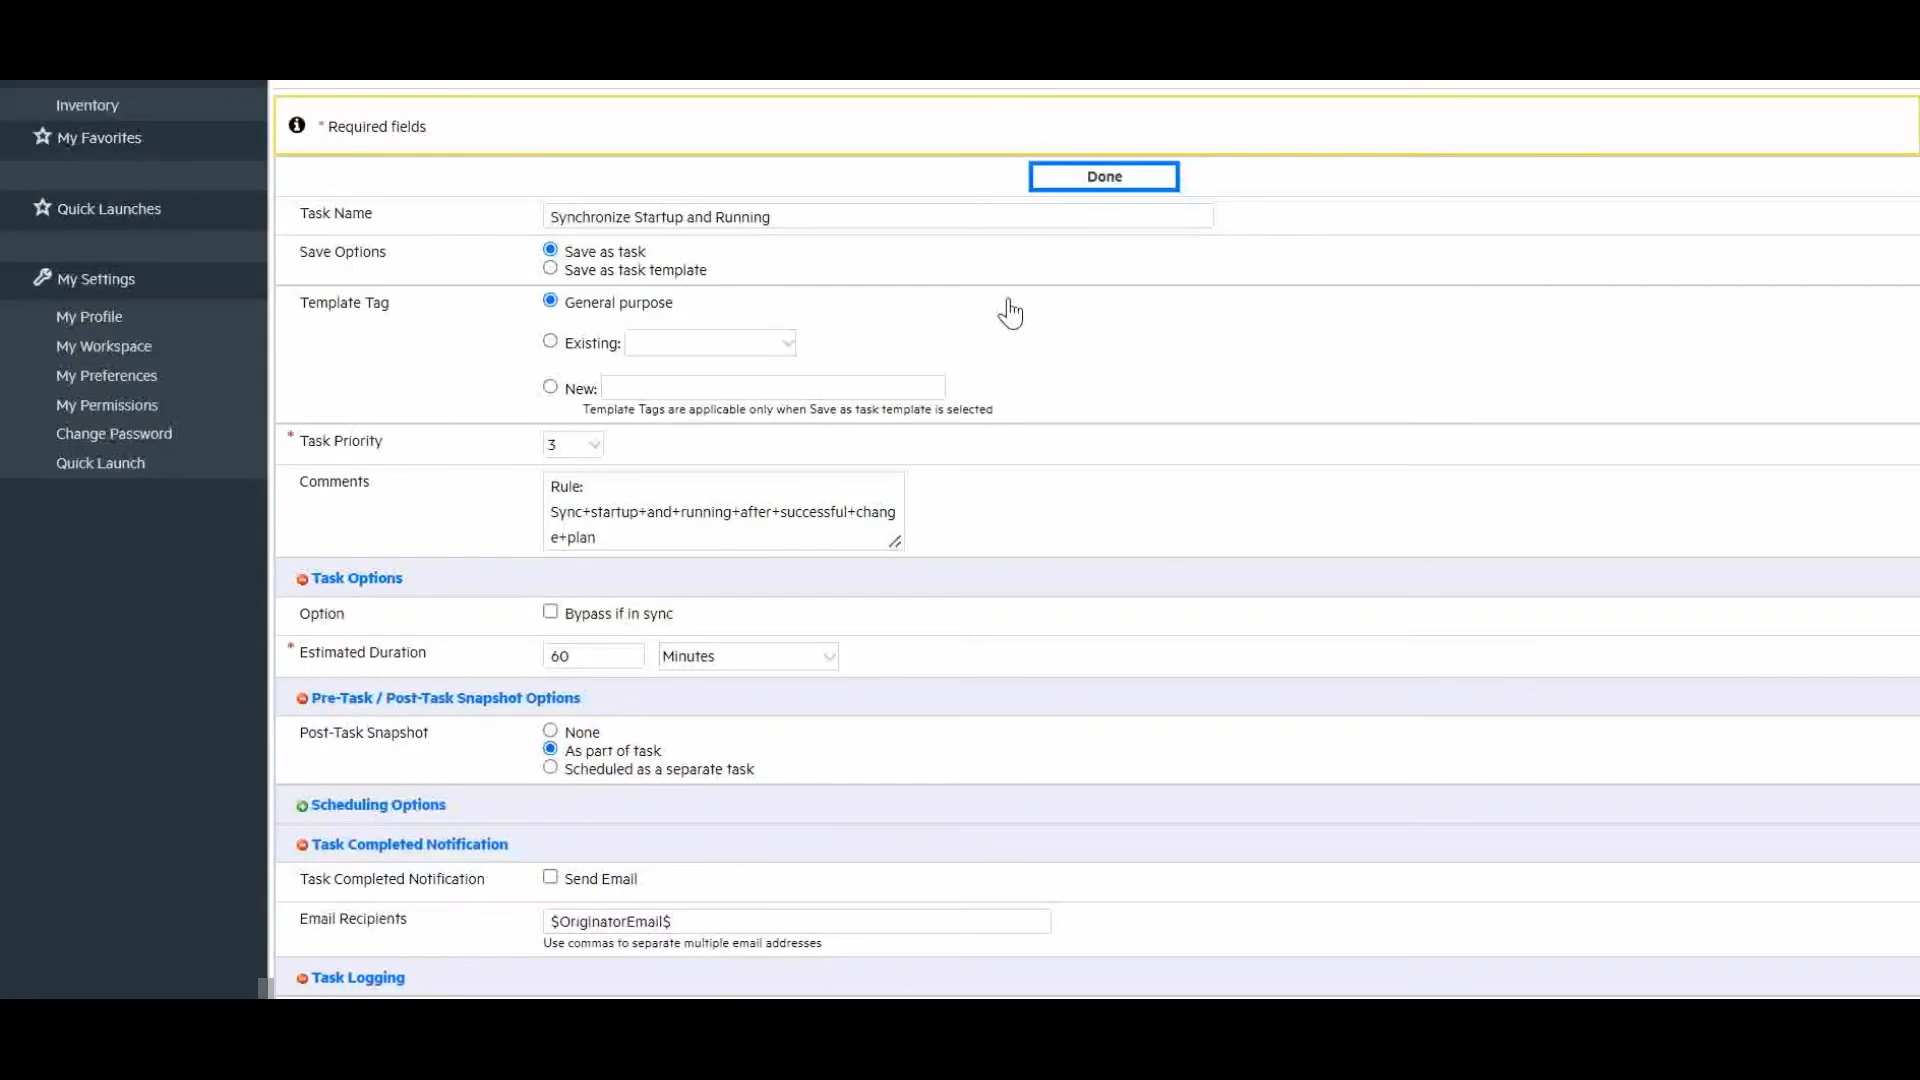 Inventory
My Favorites
Quick Launches
My Settings
My Profile
My Workspace
My Preferences
My Permissions
Change Password
Quick Launch
* Required fields
Done
Task Name
Synchronize Startup and Running
Save Options
Save as task
Save as task template
Template Tag
General purpose
Existing:
New:
Template Tags are applicable only when Save as task template is selected
* Task Priority
3
Comments
Rule:
Sync+startup+and+running+after+successful+chang
e+plan
Task Options
Option
Bypass if in sync
* Estimated Duration
60
Minutes
Pre-Task / Post-Task Snapshot Options
Post-Task Snapshot
None
As part of task
Scheduled as a separate task
Scheduling Options
Task Completed Notification
Task Completed Notification
Send Email
Email Recipients
$OriginatorEmail$
Use commas to separate multiple email addresses
Task Logging